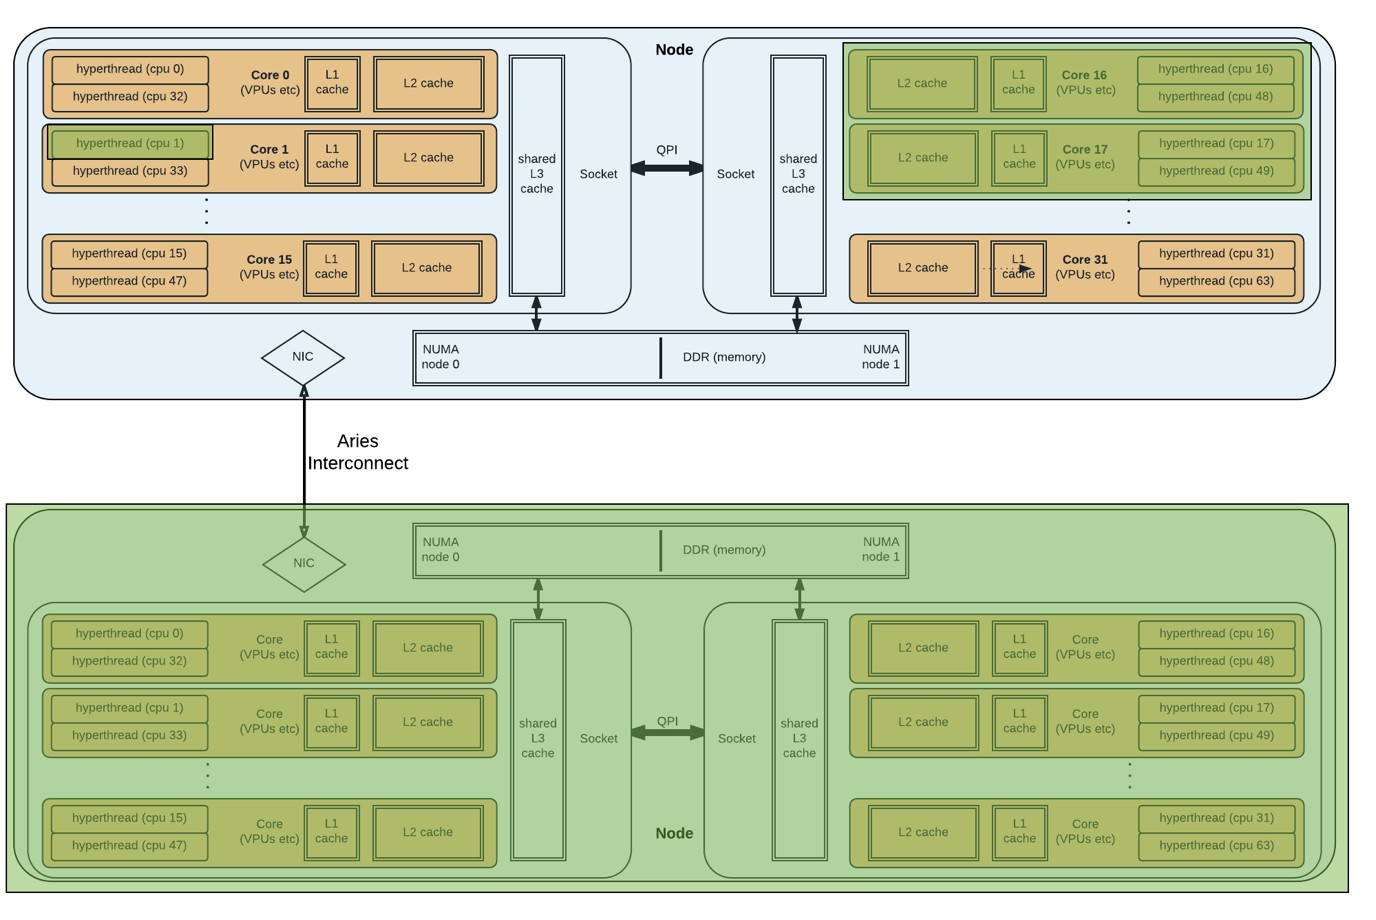 Node
hyperthread (cpu 0)
hyperthread (cpu 32)
Core 0
(VPUs etc)
L1
cache
L2 cache
hyperthread (cpu 1)
hyperthread (cpu 33)
Core 1
(VPUs etc)
L1
cache
L2 cache
hyperthread (cpu 15)
hyperthread (cpu 47)
Core 15
(VPUs etc)
L1
cache
L2 cache
shared
L3
cache
Socket
QPI
Socket
shared
L3
cache
L2 cache
L1
cache
Core 16
(VPUs etc)
hyperthread (cpu 16)
hyperthread (cpu 48)
L2 cache
L1
cache
Core 17
(VPUs etc)
hyperthread (cpu 17)
hyperthread (cpu 49)
L2 cache
L1
cache
Core 31
(VPUs etc)
hyperthread (cpu 31)
hyperthread (cpu 63)
NIC
NUMA
node 0
DDR (memory)
NUMA
node 1
Aries
Interconnect
NIC
NUMA
node 0
DDR (memory)
NUMA
node 1
hyperthread (cpu 0)
hyperthread (cpu 32)
Core
(VPUs etc)
L1
cache
L2 cache
hyperthread (cpu 1)
hyperthread (cpu 33)
Core
(VPUs etc)
L1
cache
L2 cache
hyperthread (cpu 15)
hyperthread (cpu 47)
Core
(VPUs etc)
L1
cache
L2 cache
shared
L3
cache
Socket
QPI
Node
Socket
shared
L3
cache
L2 cache
L1
cache
Core
(VPUs etc)
hyperthread (cpu 16)
hyperthread (cpu 48)
L2 cache
L1
cache
Core
(VPUs etc)
hyperthread (cpu 17)
hyperthread (cpu 49)
L2 cache
L1
cache
Core
(VPUs etc)
hyperthread (cpu 31)
hyperthread (cpu 63)